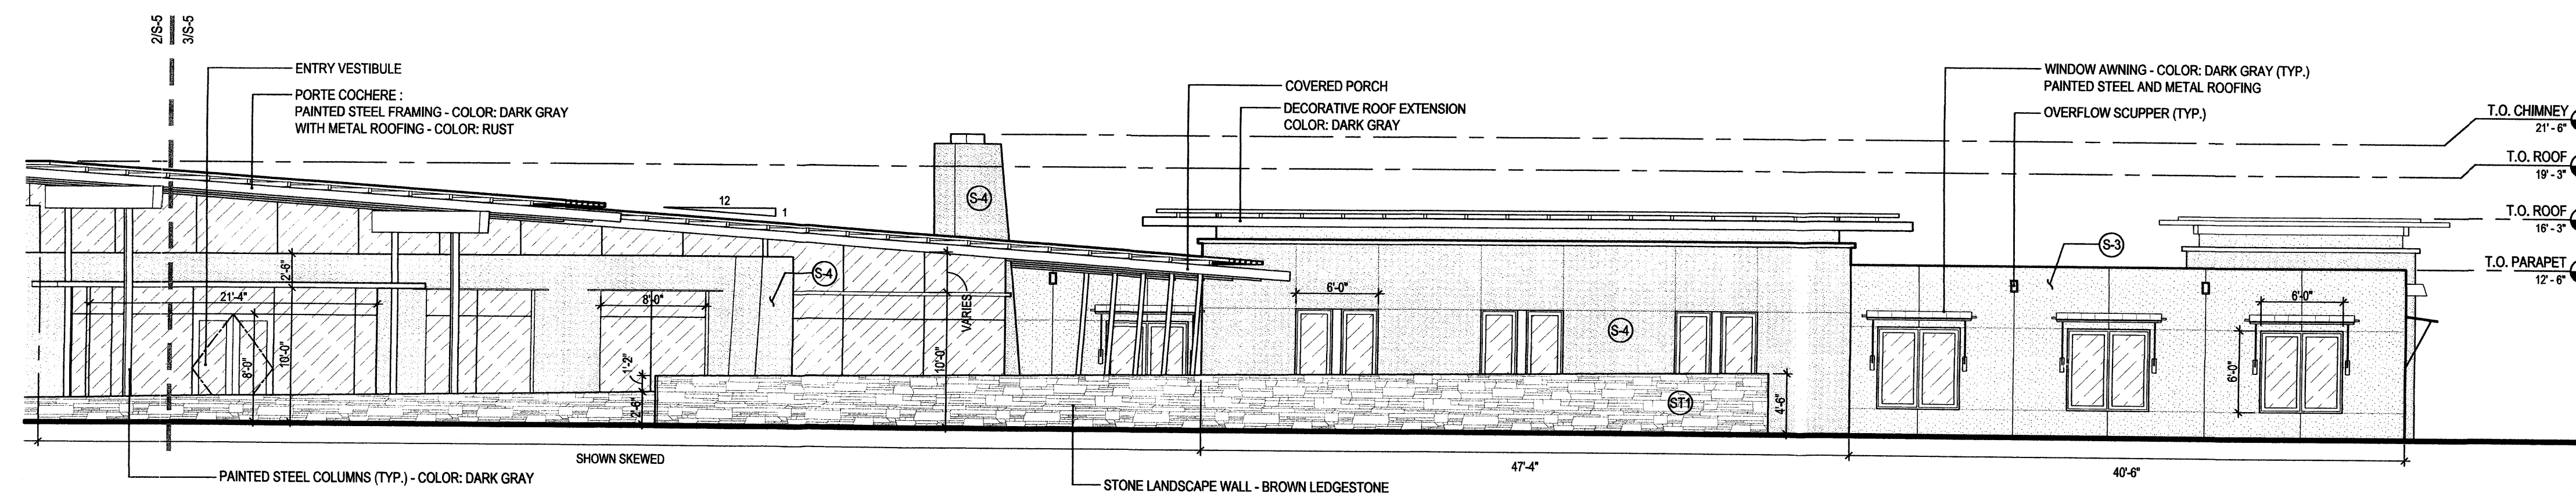 2/S-5
3/S-5
ENTRY VESTIBULE
PORTE COCHERE :
PAINTED STEEL FRAMING - COLOR: DARK GRAY
WITH METAL ROOFING - COLOR: RUST
COVERED PORCH
DECORATIVE ROOF EXTENSION
COLOR: DARK GRAY
WINDOW AWNING - COLOR: DARK GRAY (TYP.)
PAINTED STEEL AND METAL ROOFING
OVERFLOW SCUPPER (TYP.)
T.O. CHIMNEY
21' - 6"
T.O. ROOF
19' - 3"
T.O. ROOF
16' - 3"
T.O. PARAPET
12' - 6"
12
1
S-4
S-4
S-3
S-4
ST1
2'-6"
21'-4"
8'-0"
10'-0"
8'-0"
1'-2"
2'-6"
VARIES
10'-0"
6'-0"
4'-6"
6'-0"
6'-0"
SHOWN SKEWED
47'-4"
40'-6"
PAINTED STEEL COLUMNS (TYP.) - COLOR: DARK GRAY
STONE LANDSCAPE WALL - BROWN LEDGESTONE